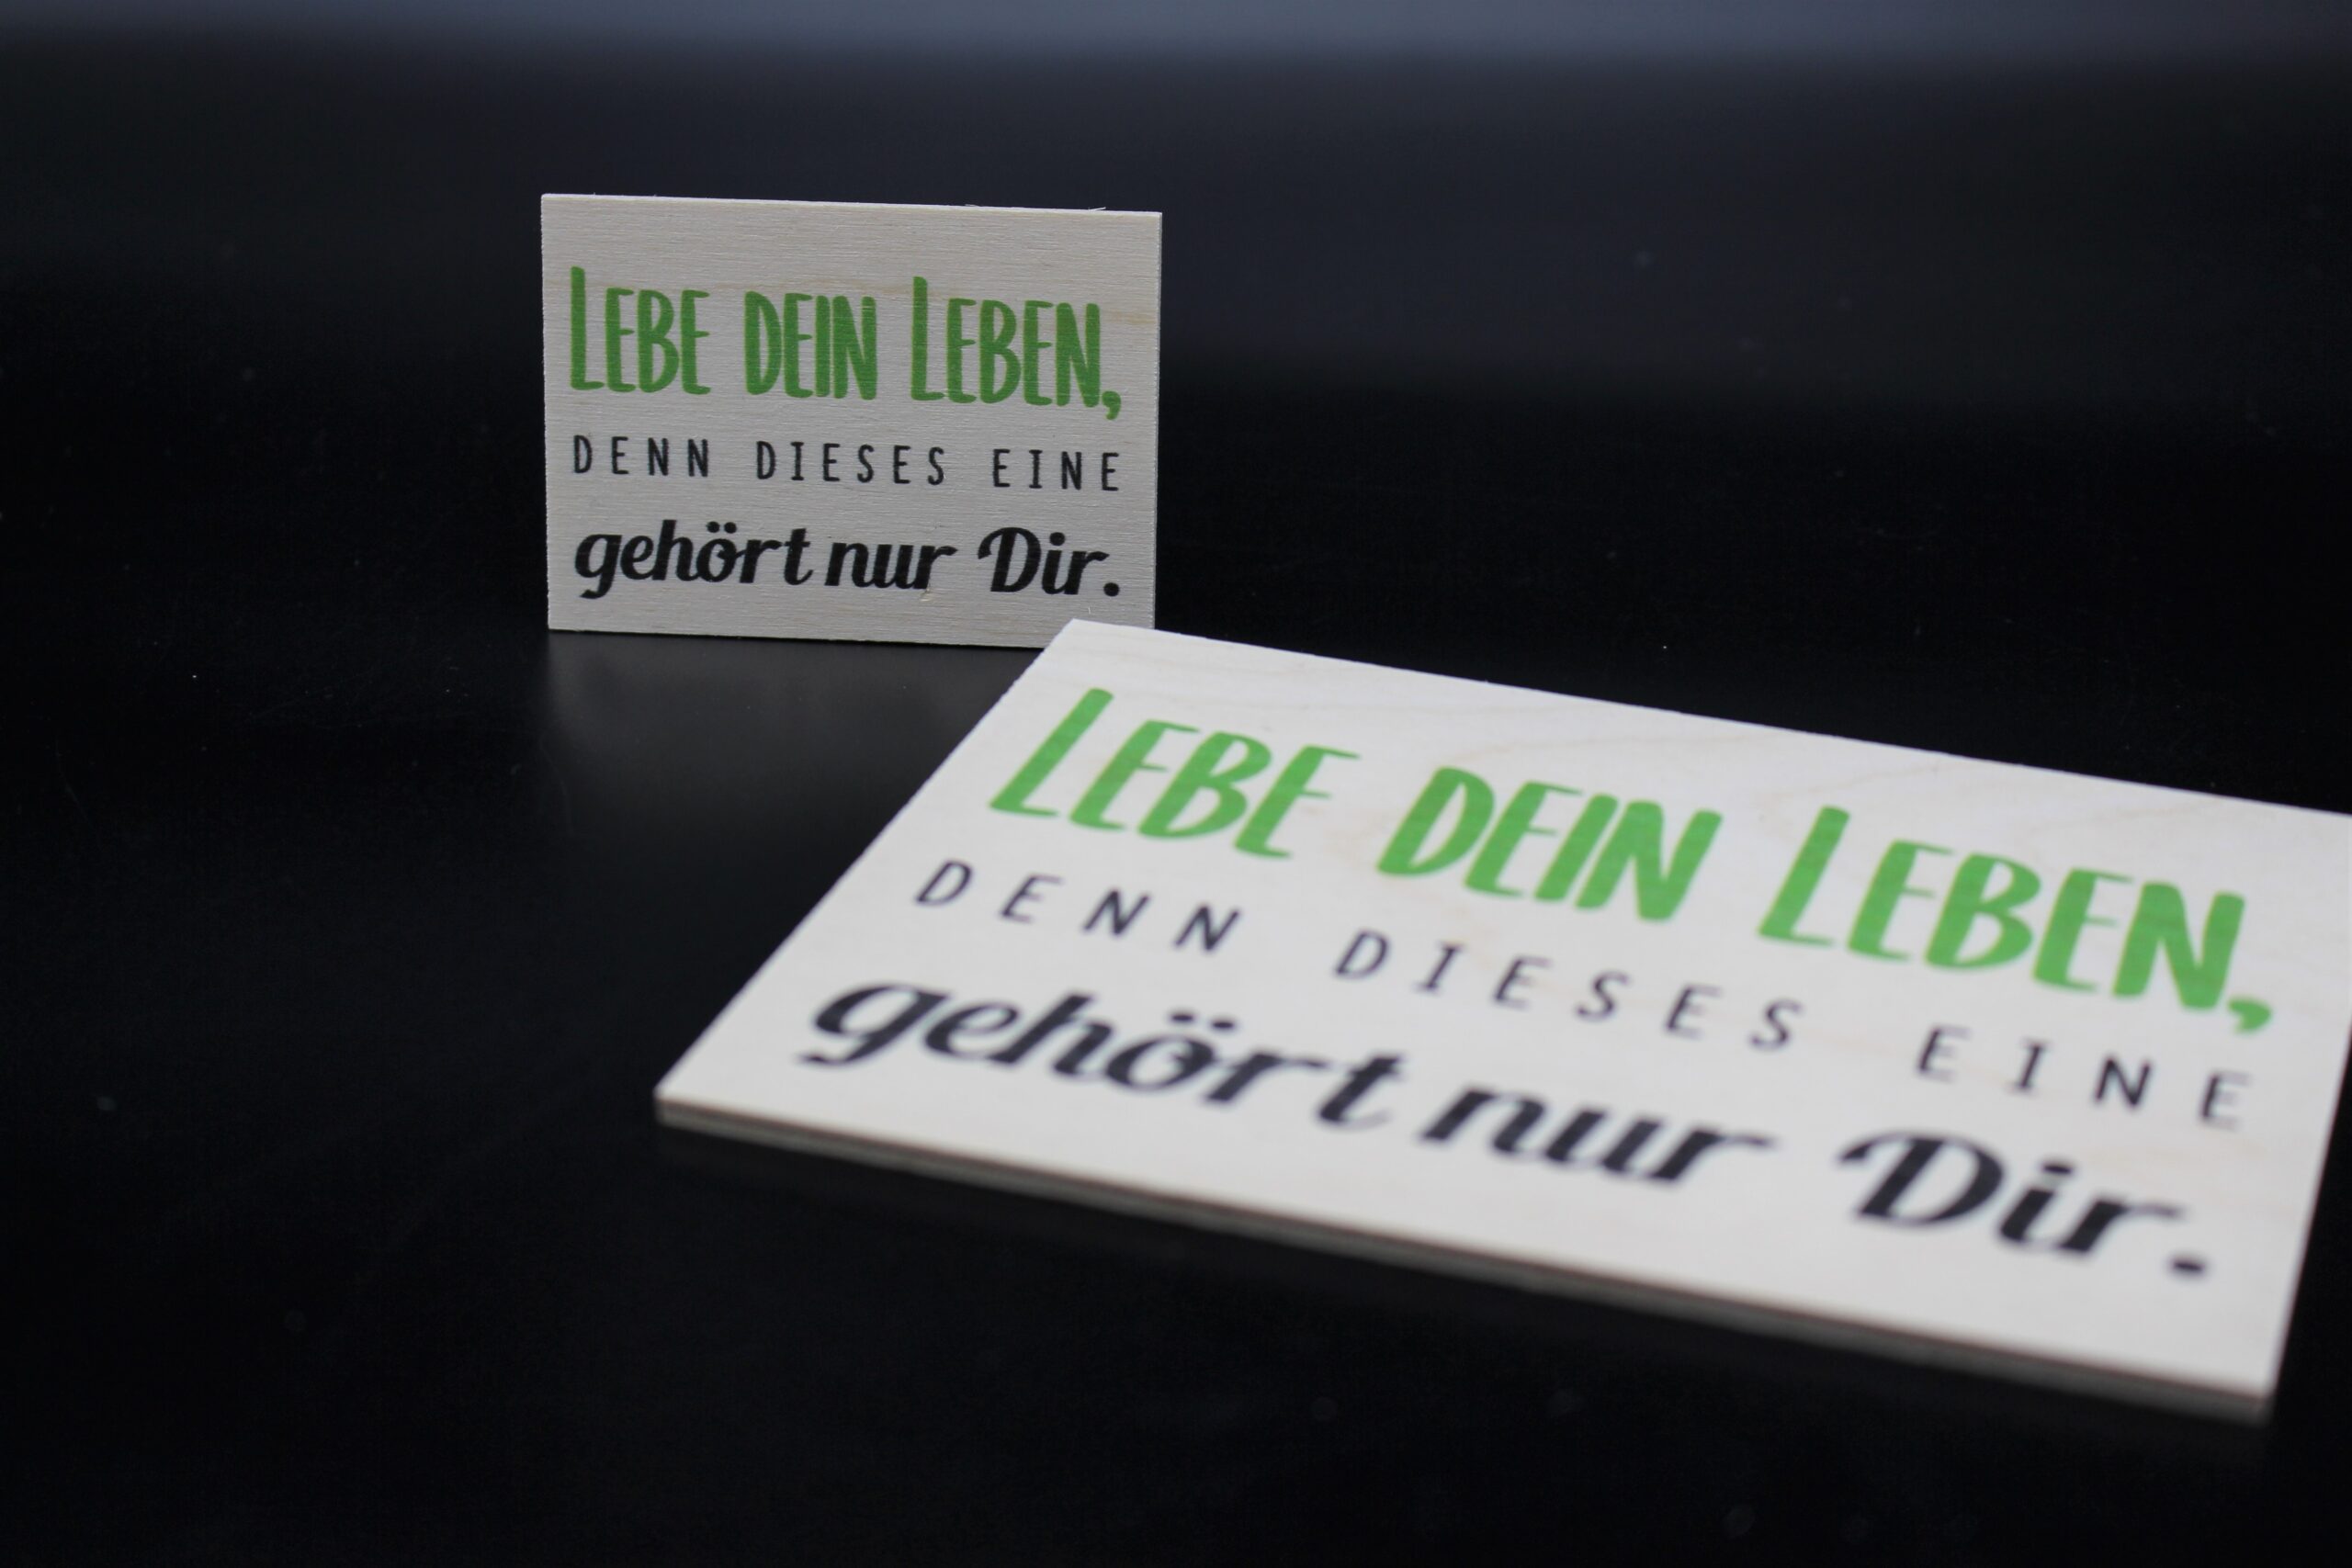 LEBE DEIN LEBEN,
DENN DIESES EINE
gehört nur Dir.
LEBE DEIN LEBEN,
DENN DIESES EINE
gehört nur Dir.